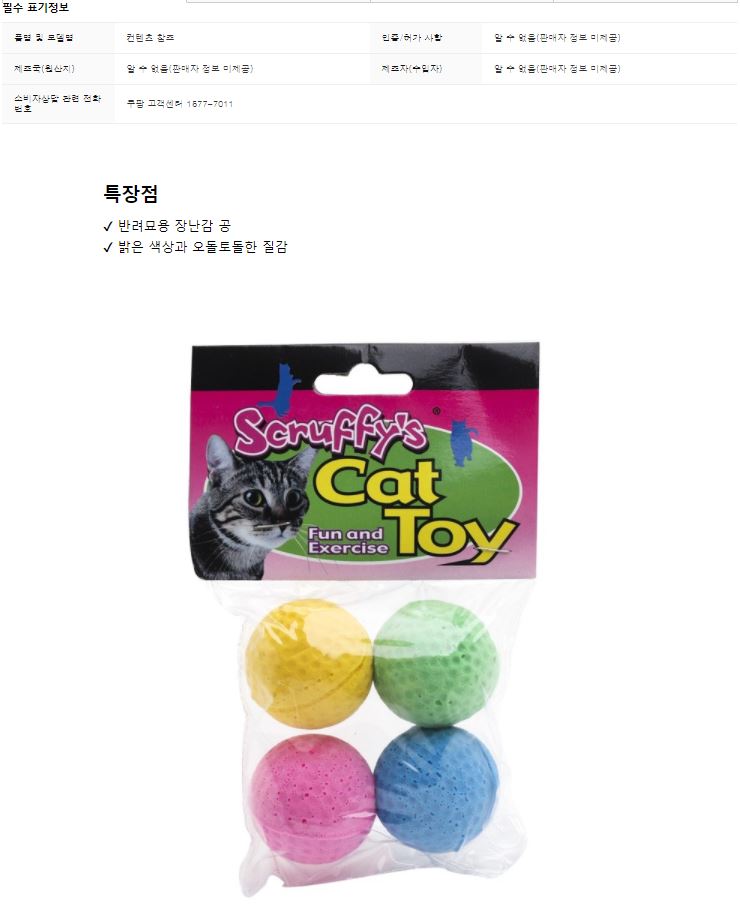 필수 표기정보
품명 및 모델명 컨텐츠 참조 인증/허가 사항 알 수 없음(판매자 정보 미제공)
제조국(원산지) 알 수 없음(판매자 정보 미제공) 제조자(수입자) 알 수 없음(판매자 정보 미제공)
소비자상담 관련 전화
번호 쿠팡 고객센터 1577-7011
특장점
✓ 반려묘용 장난감 공
✓ 밝은 색상과 오돌토돌한 질감
Scruffy's ®
Cat
Toy
Fun and
Exercise